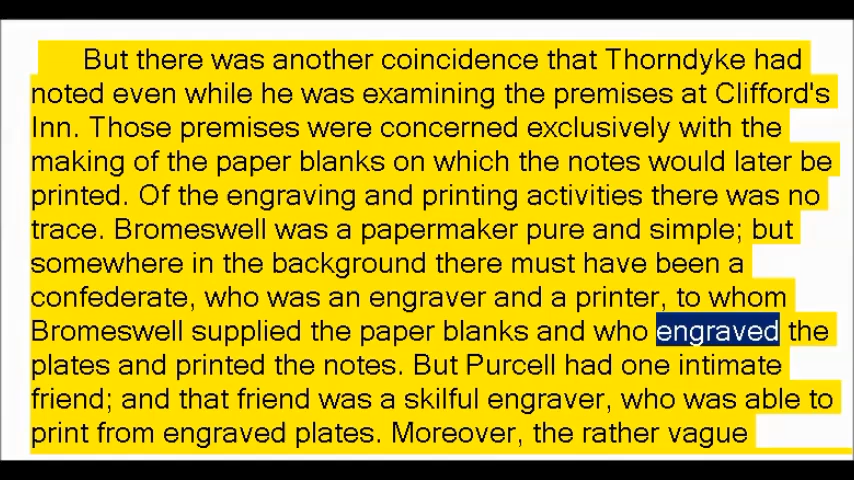 But there was another coincidence that Thorndyke had
noted even while he was examining the premises at Clifford's
Inn. Those premises were concerned exclusively with the
making of the paper blanks on which the notes would later be
printed. Of the engraving and printing activities there was no
trace. Bromeswell was a papermaker pure and simple; but
somewhere in the background there must have been a
confederate, who was an engraver and a printer, to whom
Bromeswell supplied the paper blanks and who engraved the
plates and printed the notes. But Purcell had one intimate
friend; and that friend was a skilful engraver, who was able to
print from engraved plates. Moreover, the rather vague